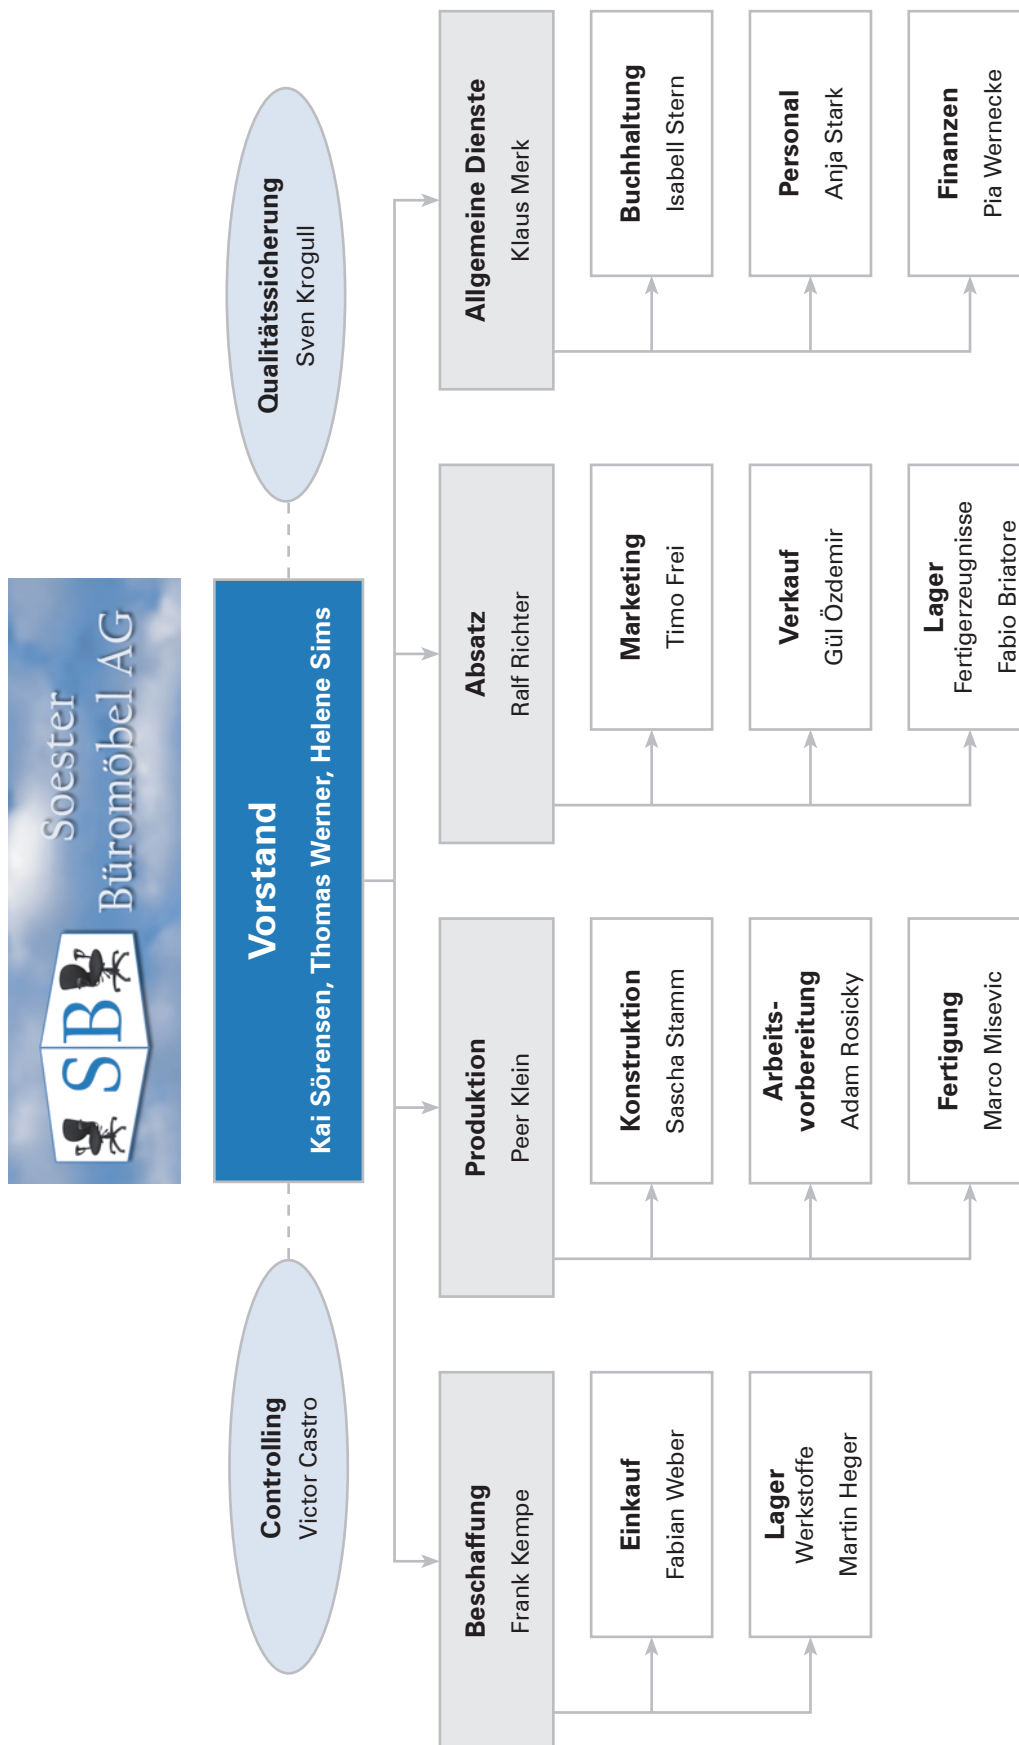 SB
Soester
Büromöbel AG
Controlling
Victor Castro
Vorstand
Kai Sörensen, Thomas Werner, Helene Sims
Qualitätssicherung
Sven Krogull
Beschaffung
Frank Kempe
Einkauf
Fabian Weber
Lager
Werkstoffe
Martin Heger
Produktion
Peer Klein
Konstruktion
Sascha Stamm
Arbeits-
vorbereitung
Adam Rosicky
Fertigung
Marco Misevic
Absatz
Ralf Richter
Marketing
Timo Frei
Verkauf
Gül Özdemir
Lager
Fertigerzeugnisse
Fabio Briatore
Allgemeine Dienste
Klaus Merk
Buchhaltung
Isabell Stern
Personal
Anja Stark
Finanzen
Pia Wernecke